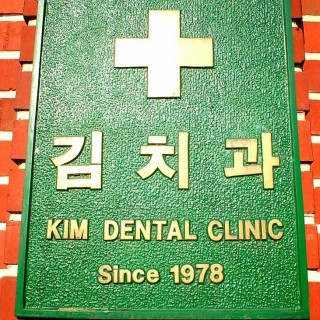 김치과
KIM DENTAL CLINIC
Since 1978